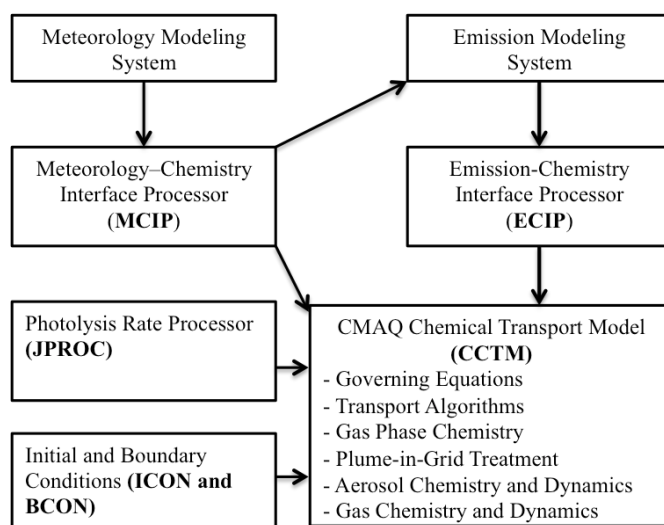 Meteorology Modeling
System
Emission Modeling
System
Meteorology–Chemistry
Interface Processor
(MCIP)
Emission-Chemistry
Interface Processor
(ECIP)
Photolysis Rate Processor
(JPROC)
Initial and Boundary
Conditions (ICON and
BCON)
CMAQ Chemical Transport Model
(CCTM)
- Governing Equations
- Transport Algorithms
- Gas Phase Chemistry
- Plume-in-Grid Treatment
- Aerosol Chemistry and Dynamics
- Gas Chemistry and Dynamics